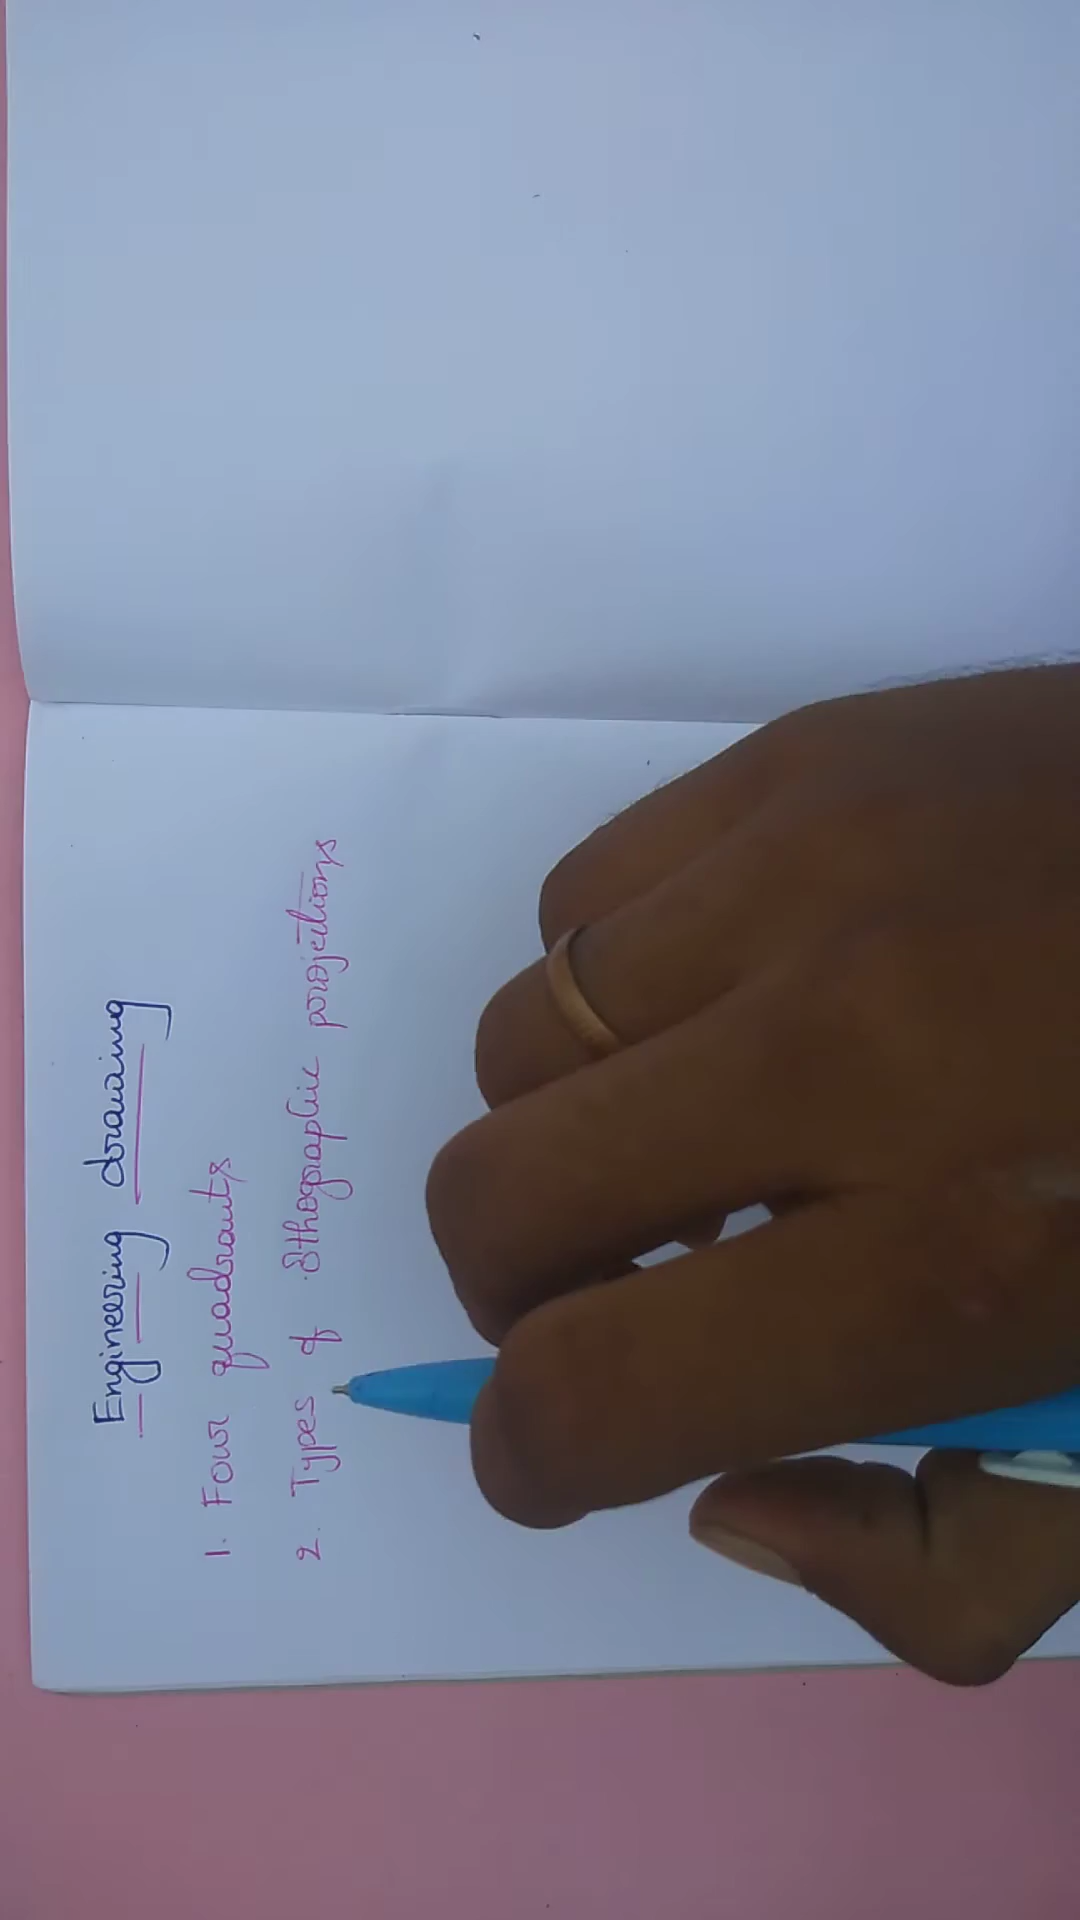 Engineering drawing
1. Four quadrants
2. Types of orthographic projections